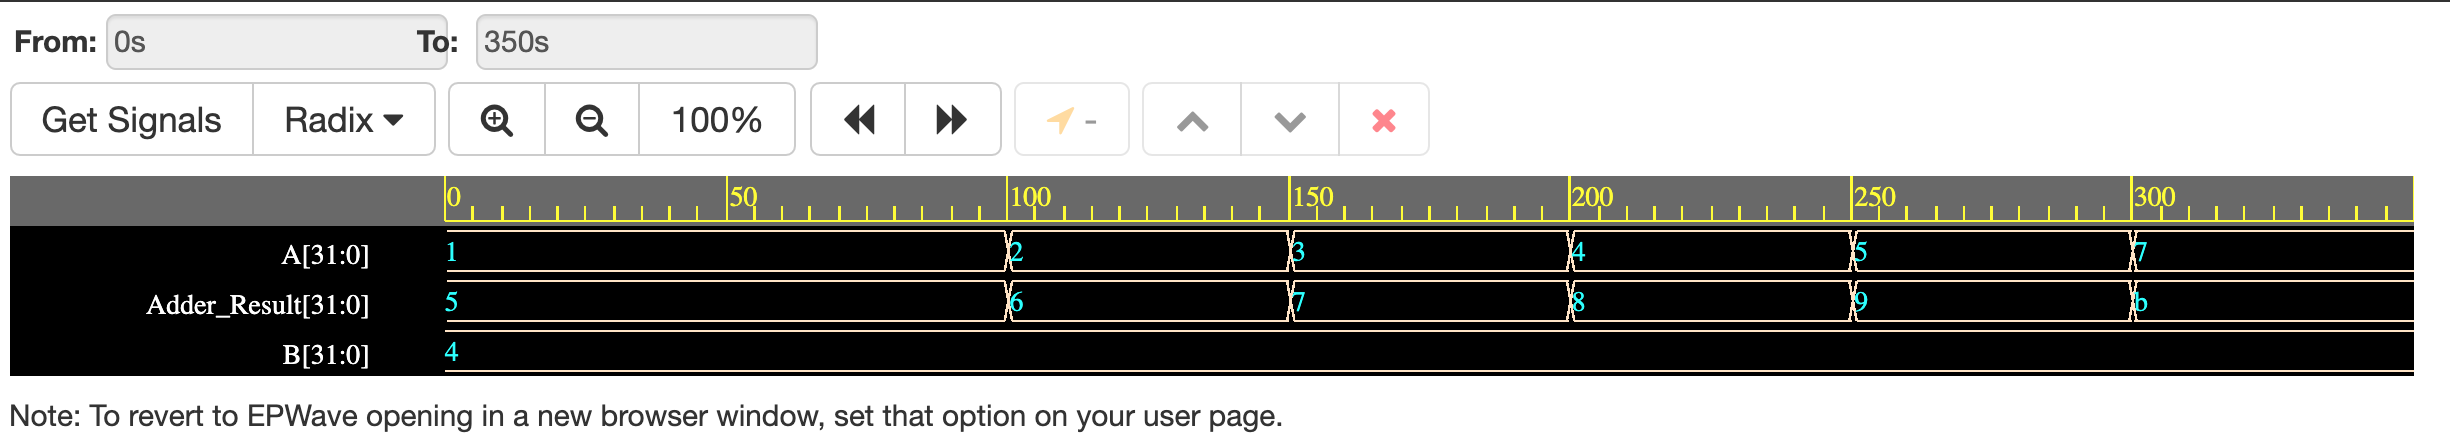 From: 0s To: 350s
Get Signals Radix 100% -
0 50 100 150 200 250 300
A[31:0] 1 2 3 4 5 7
Adder_Result[31:0] 5 6 7 8 9 b
B[31:0] 4
Note: To revert to EPWave opening in a new browser window, set that option on your user page.